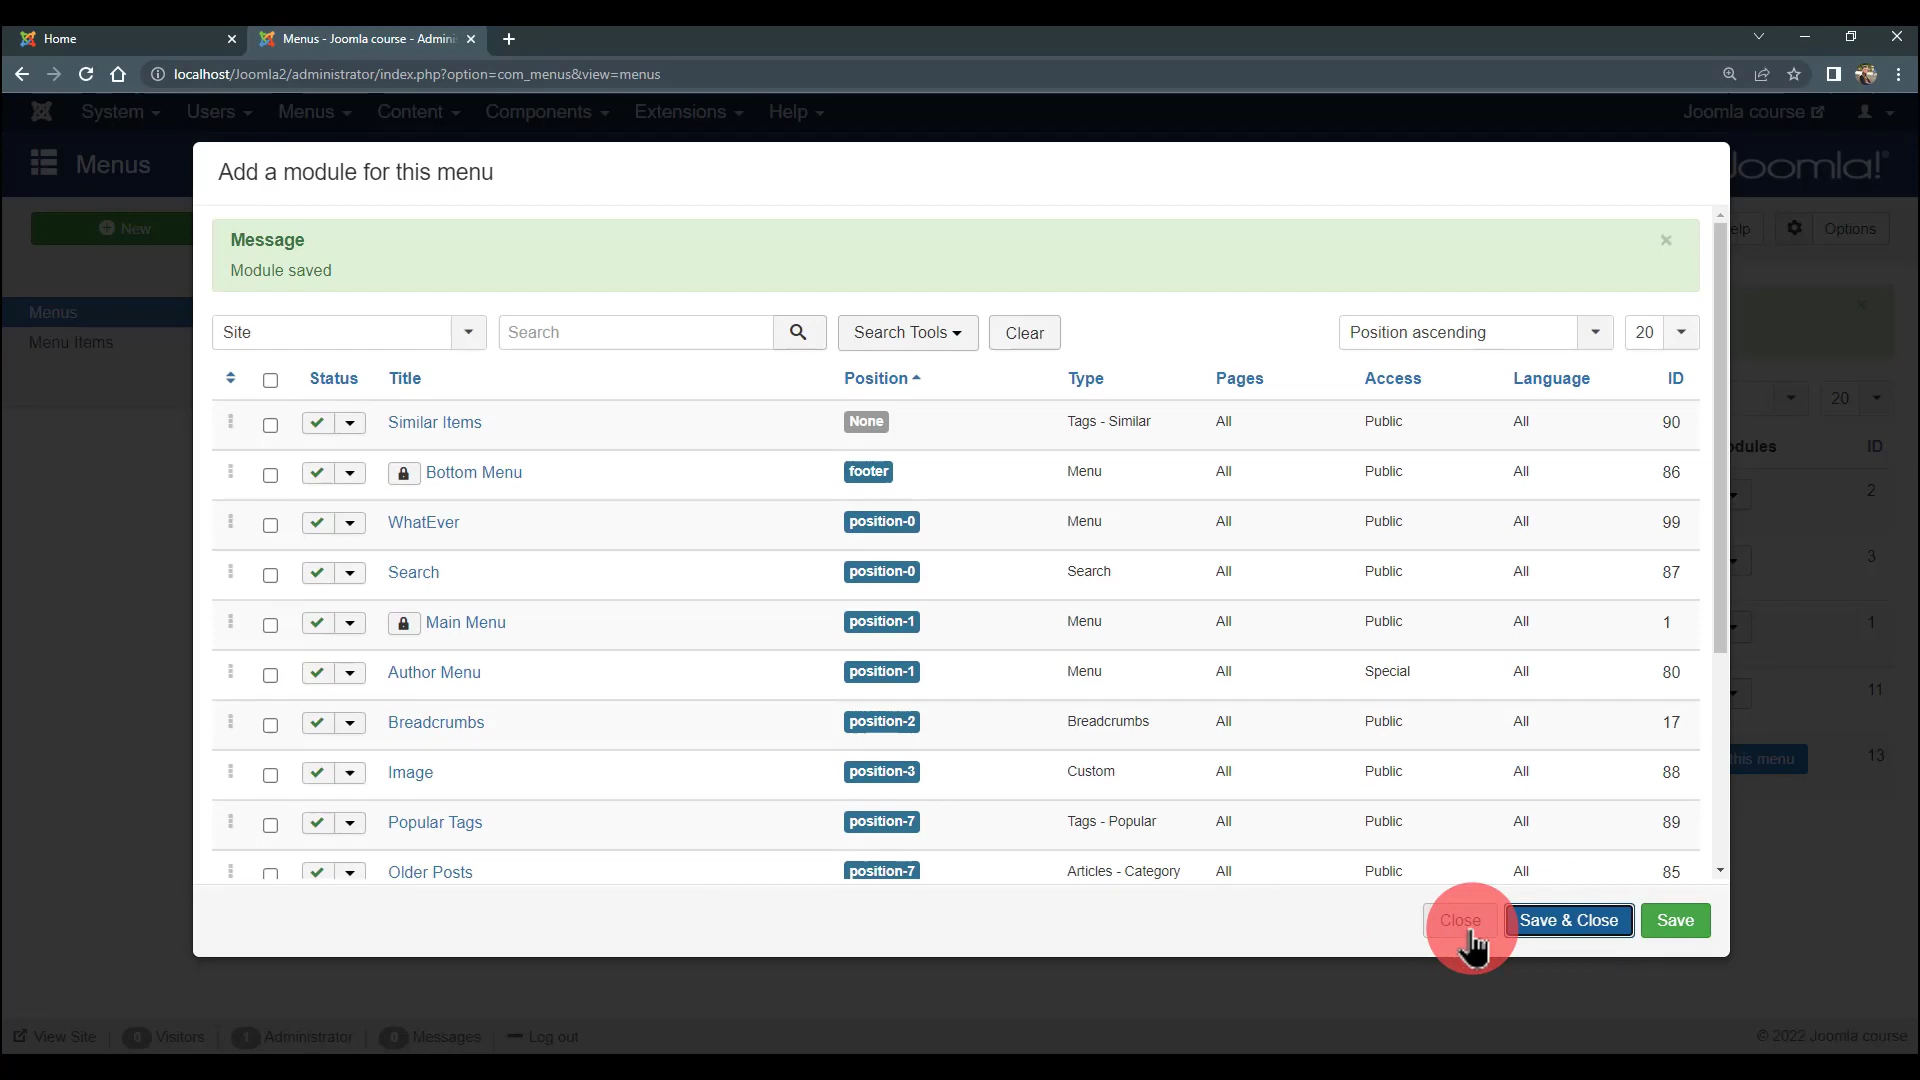 Home
Menus - Joomla course - Admini
localhost/Joomla2/administrator/index.php?option=com_menus&view=menus
System Users Menus Content Components Extensions Help Joomla course
Menus
Joomla!
Add a module for this menu
New
elp Options
Message
Module saved
Menus
Menu Items
Site Search Search Tools Clear Position ascending 20
20
Status Title Position Type Pages Access Language ID
Similar Items None Tags - Similar All Public All 90
Bottom Menu footer Menu All Public All 86
WhatEver position-0 Menu All Public All 99
Search position-0 Search All Public All 87
Main Menu position-1 Menu All Public All 1
Author Menu position-1 Menu All Special All 80
Breadcrumbs position-2 Breadcrumbs All Public All 17
Image position-3 Custom All Public All 88
Popular Tags position-7 Tags - Popular All Public All 89
Older Posts position-7 Articles - Category All Public All 85
odules ID
2
3
1
11
this menu 13
Close Save & Close Save
View Site 0 Visitors 1 Administrator 0 Messages Log out
© 2022 Joomla course